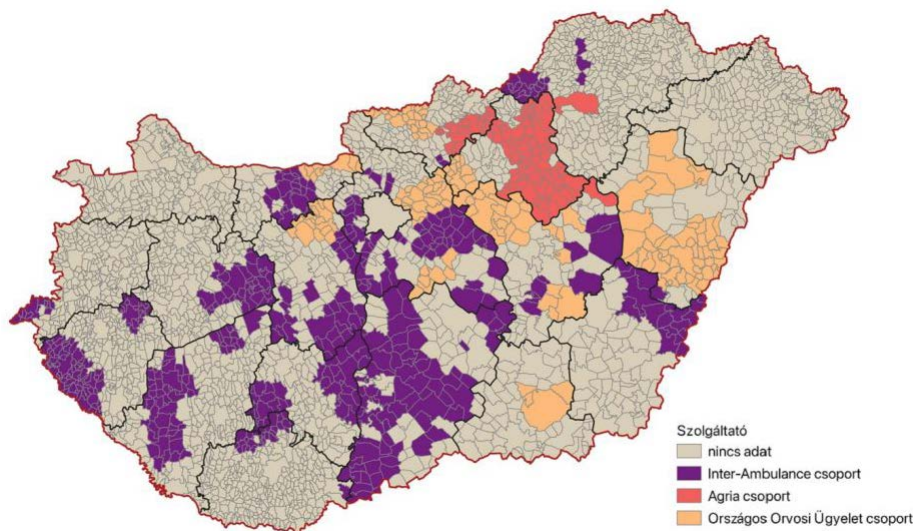 Szolgáltató
nincs adat
Inter-Ambulance csoport
Agria csoport
Országos Orvosi Ügyelet csoport